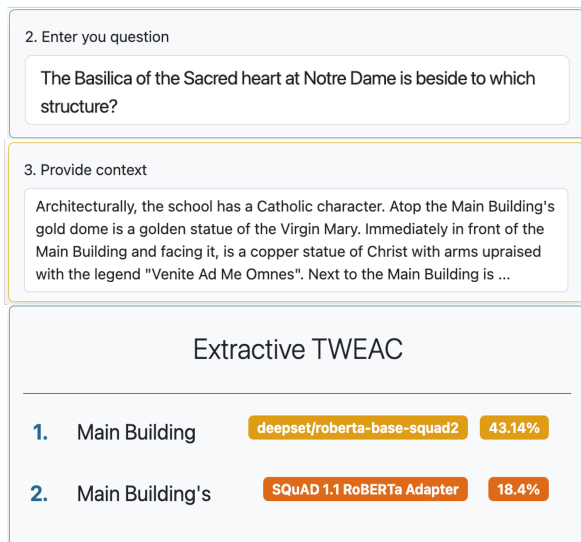 2. Enter you question
The Basilica of the Sacred heart at Notre Dame is beside to which
structure?
3. Provide context
Architecturally, the school has a Catholic character. Atop the Main Building's
gold dome is a golden statue of the Virgin Mary. Immediately in front of the
Main Building and facing it, is a copper statue of Christ with arms upraised
with the legend "Venite Ad Me Omnes". Next to the Main Building is ...
Extractive TWEAC
1. Main Building deepset/roberta-base-squad2 43.14%
2. Main Building's SQuAD 1.1 RoBERTa Adapter 18.4%